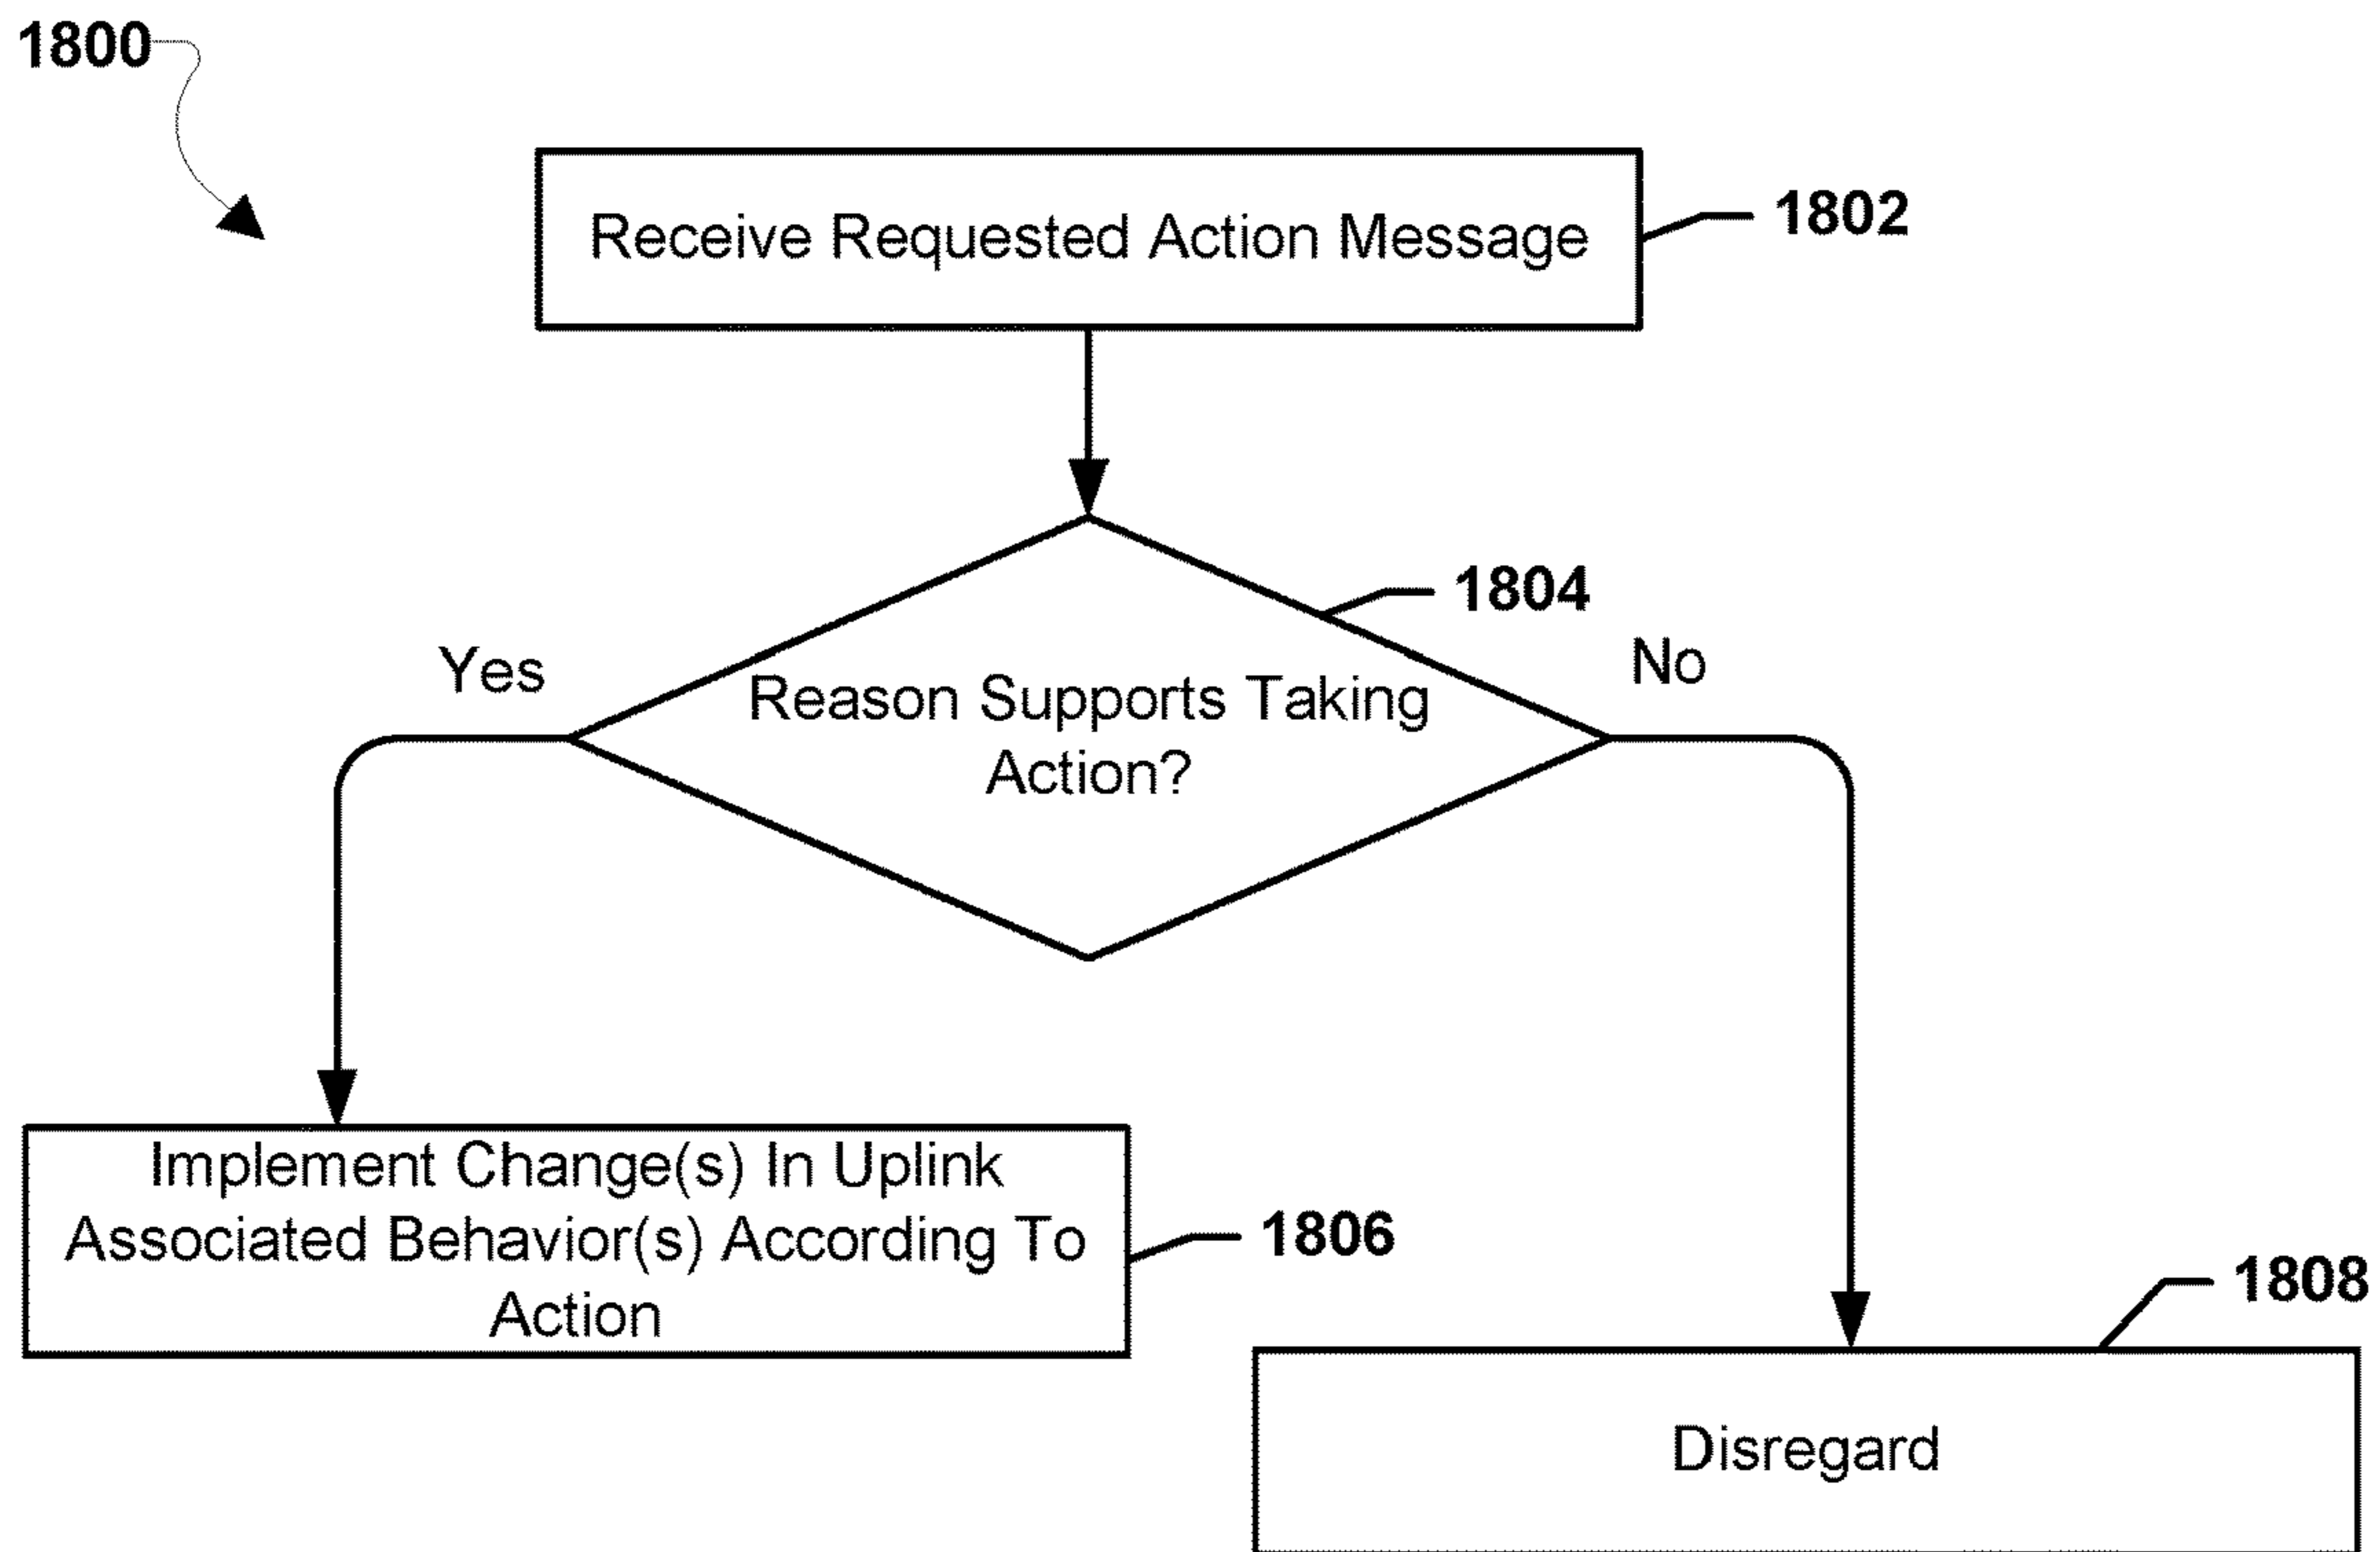 1800
Receive Requested Action Message
1802
1804
Yes
No
Reason Supports Taking
Action?
Implement Change(s) In Uplink
Associated Behavior(s) According To
Action
1806
1808
Disregard